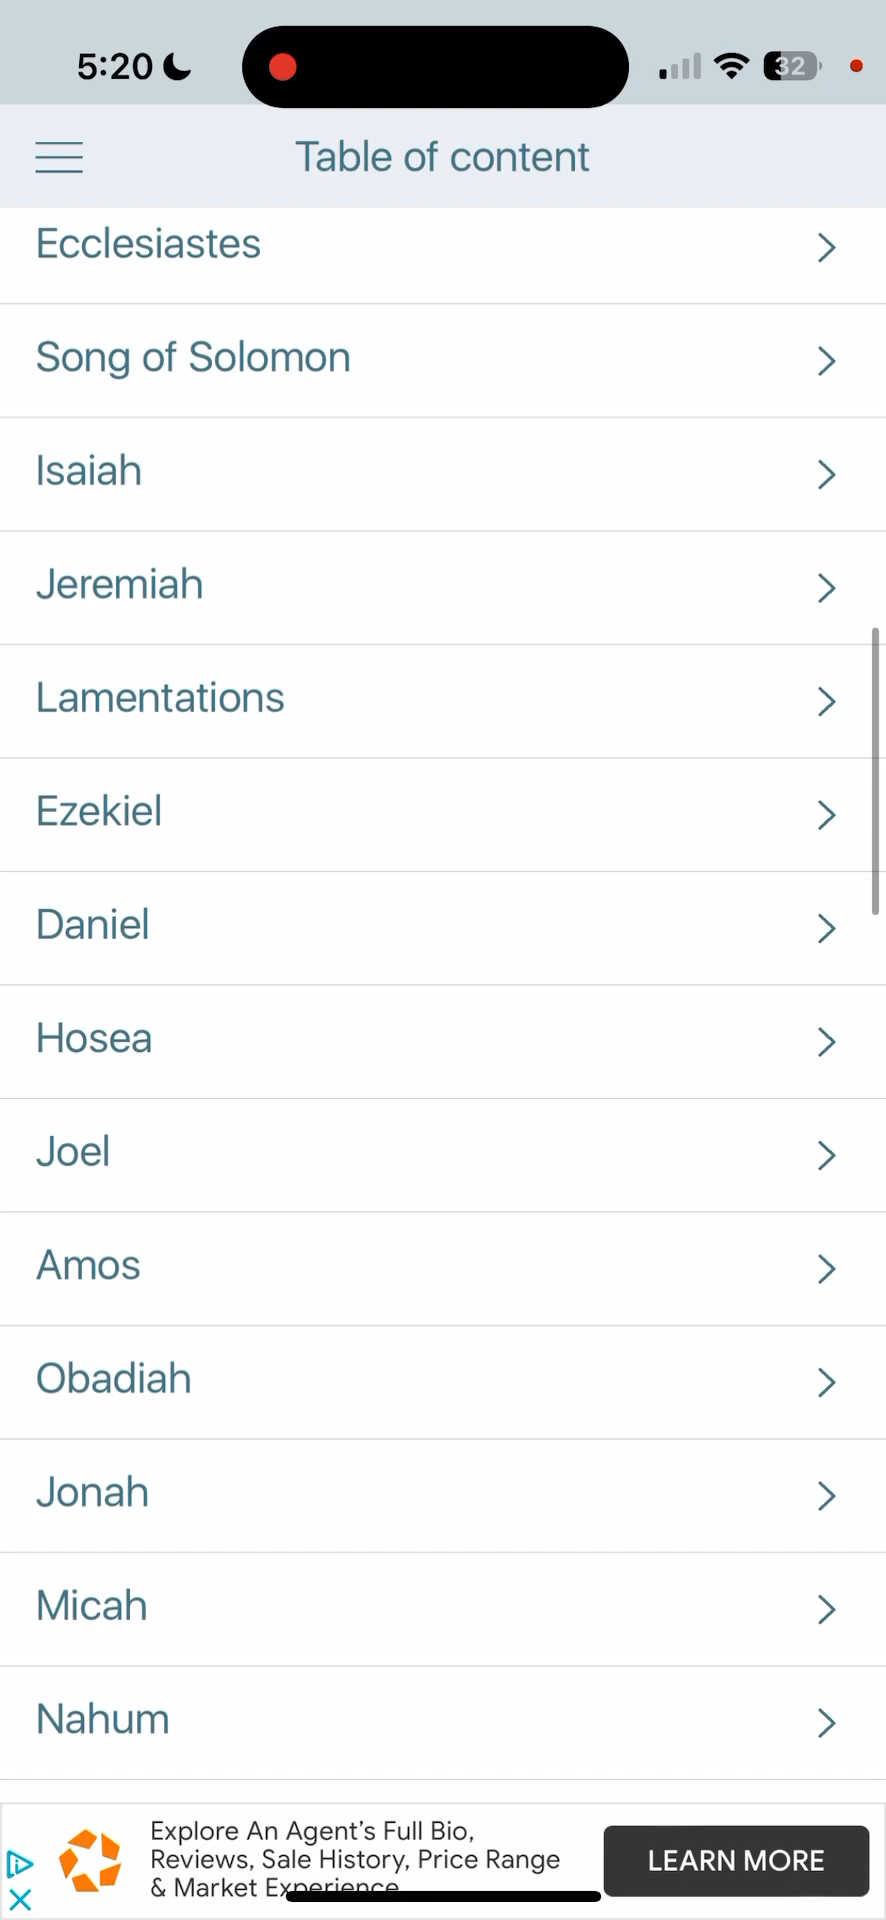 5:20
32
Table of content
Ecclesiastes
Song of Solomon
Isaiah
Jeremiah
Lamentations
Ezekiel
Daniel
Hosea
Joel
Amos
Obadiah
Jonah
Micah
Nahum
Explore An Agent's Full Bio,
Reviews, Sale History, Price Range
& Market Experience
LEARN MORE